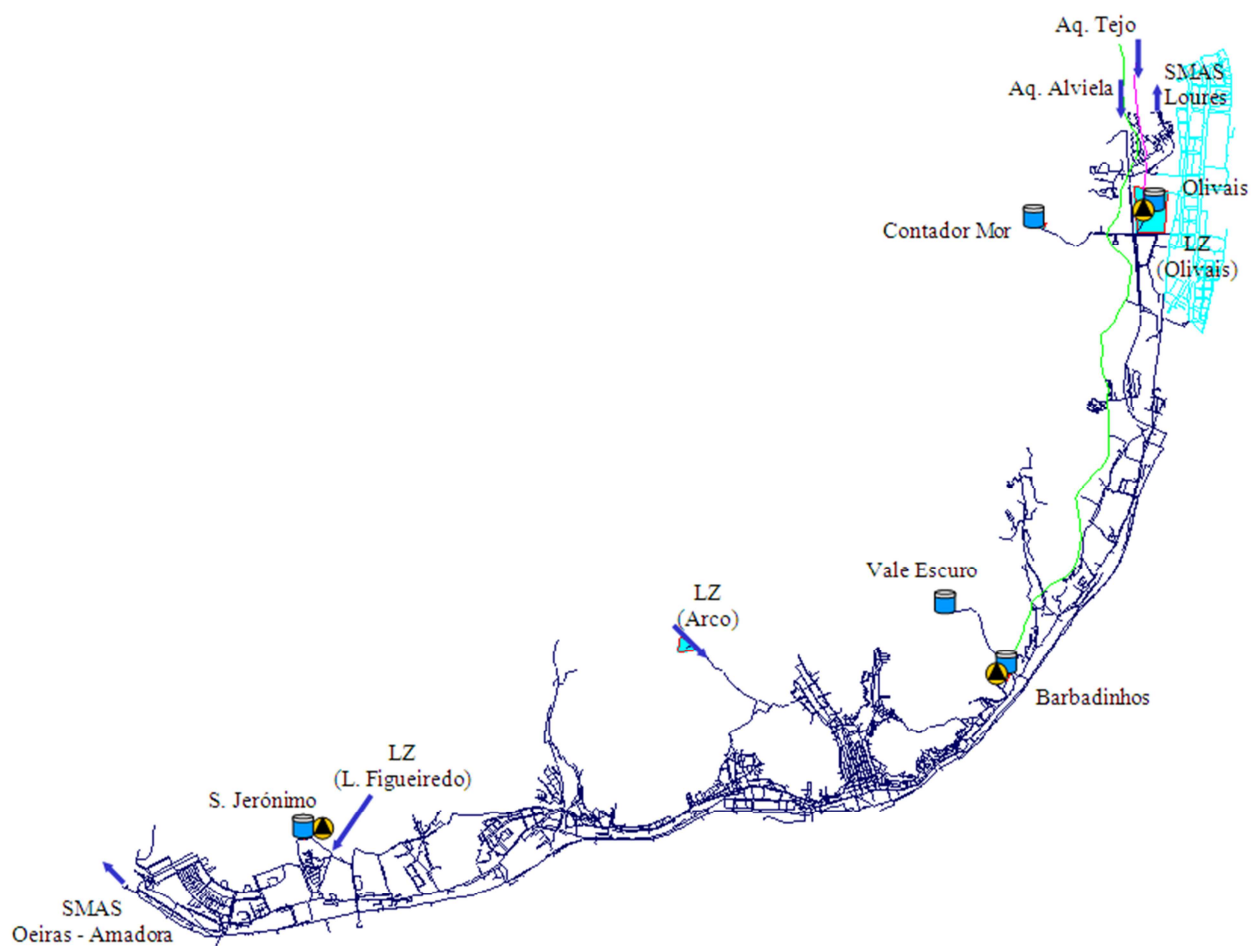 Aq. Tejo
SMAS
Loures
Aq. Alviela
Olivais
Contador Mor
LZ
(Olivais)
Vale Escuro
LZ
(Arco)
Barbadinhos
LZ
(L. Figueiredo)
S. Jerónimo
SMAS
Oeiras - Amadora